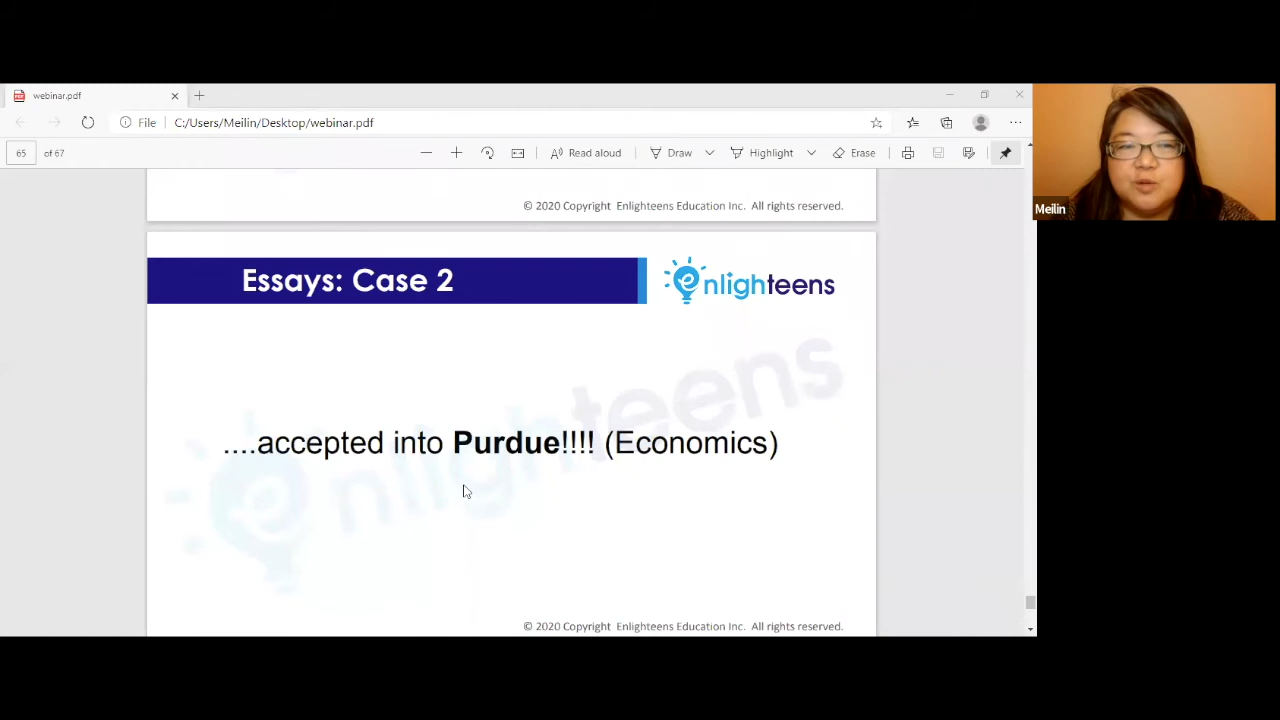 webinar.pdf
File C:/Users/Meilin/Desktop/webinar.pdf
65 of 67 Read aloud Draw Highlight Erase
Meilin
© 2020 Copyright Enlighteens Education Inc. All rights reserved.
Essays: Case 2
enlighteens
....accepted into Purdue!!!! (Economics)
enlighteens
© 2020 Copyright Enlighteens Education Inc. All rights reserved.